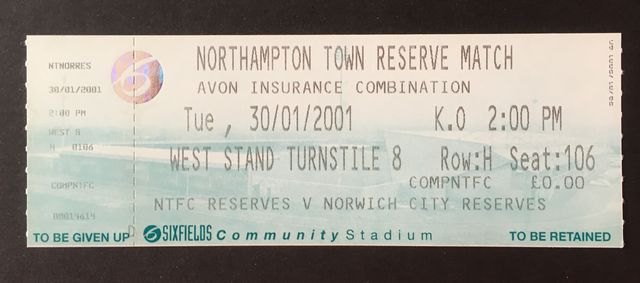 NTNORRES
30/01/2001
2:00 PM
WEST 8
H 0106
COMPNTFC
00014614
TO BE GIVEN UP
NORTHAMPTON TOWN RESERVE MATCH
AVON INSURANCE COMBINATION
Tue , 30/01/2001 K.O 2:00 PM
WEST STAND TURNSTILE 8 Row:H Seat:106
COMPNTFC £0.00
NTFC RESERVES V NORWICH CITY RESERVES
SIXFIELDS Community Stadium
TO BE RETAINED